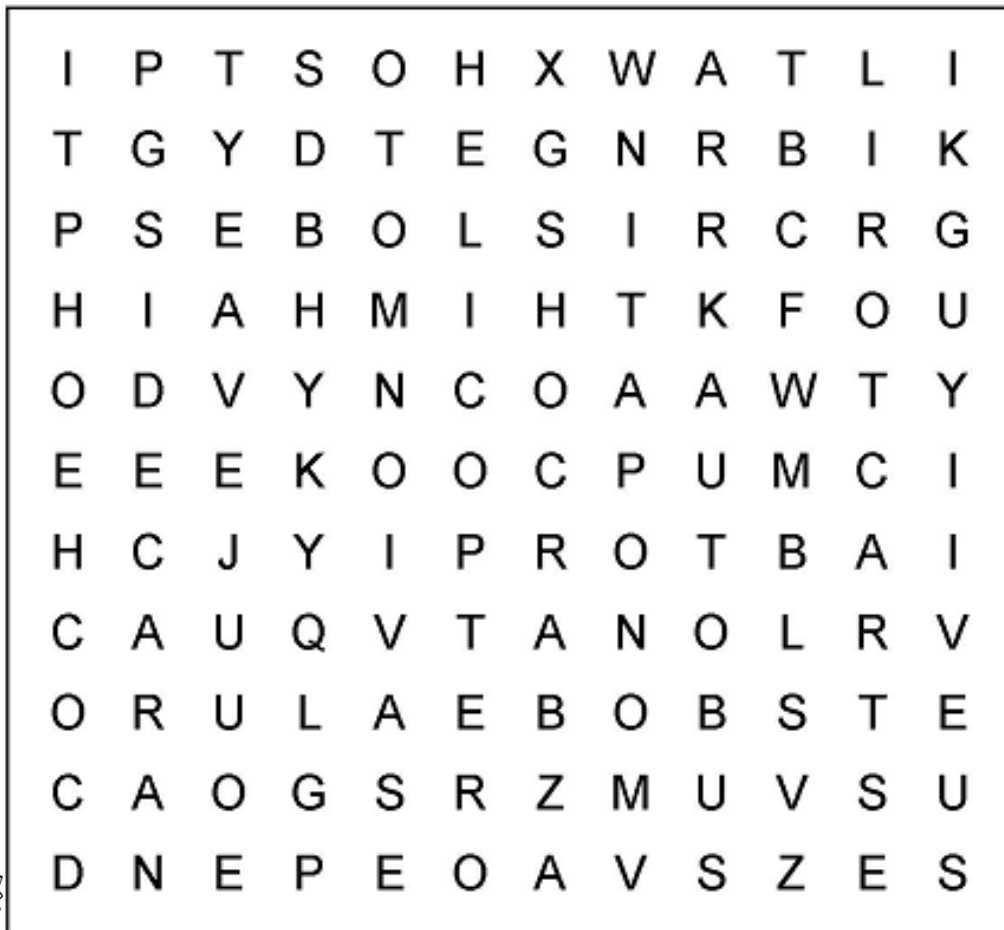 I P T S O H X W A T L I
T G Y D T E G N R B I K
P S E B O L S I R C R G
H I A H M I H T K F O U
O D V Y N C O A A W T Y
E E E K O O C P U M C I
H C J Y I P R O T B A I
C A U Q V T A N O L R V
O R U L A E B O B S T E
C A O G S R Z M U V S U
D N E P E O A V S Z E S